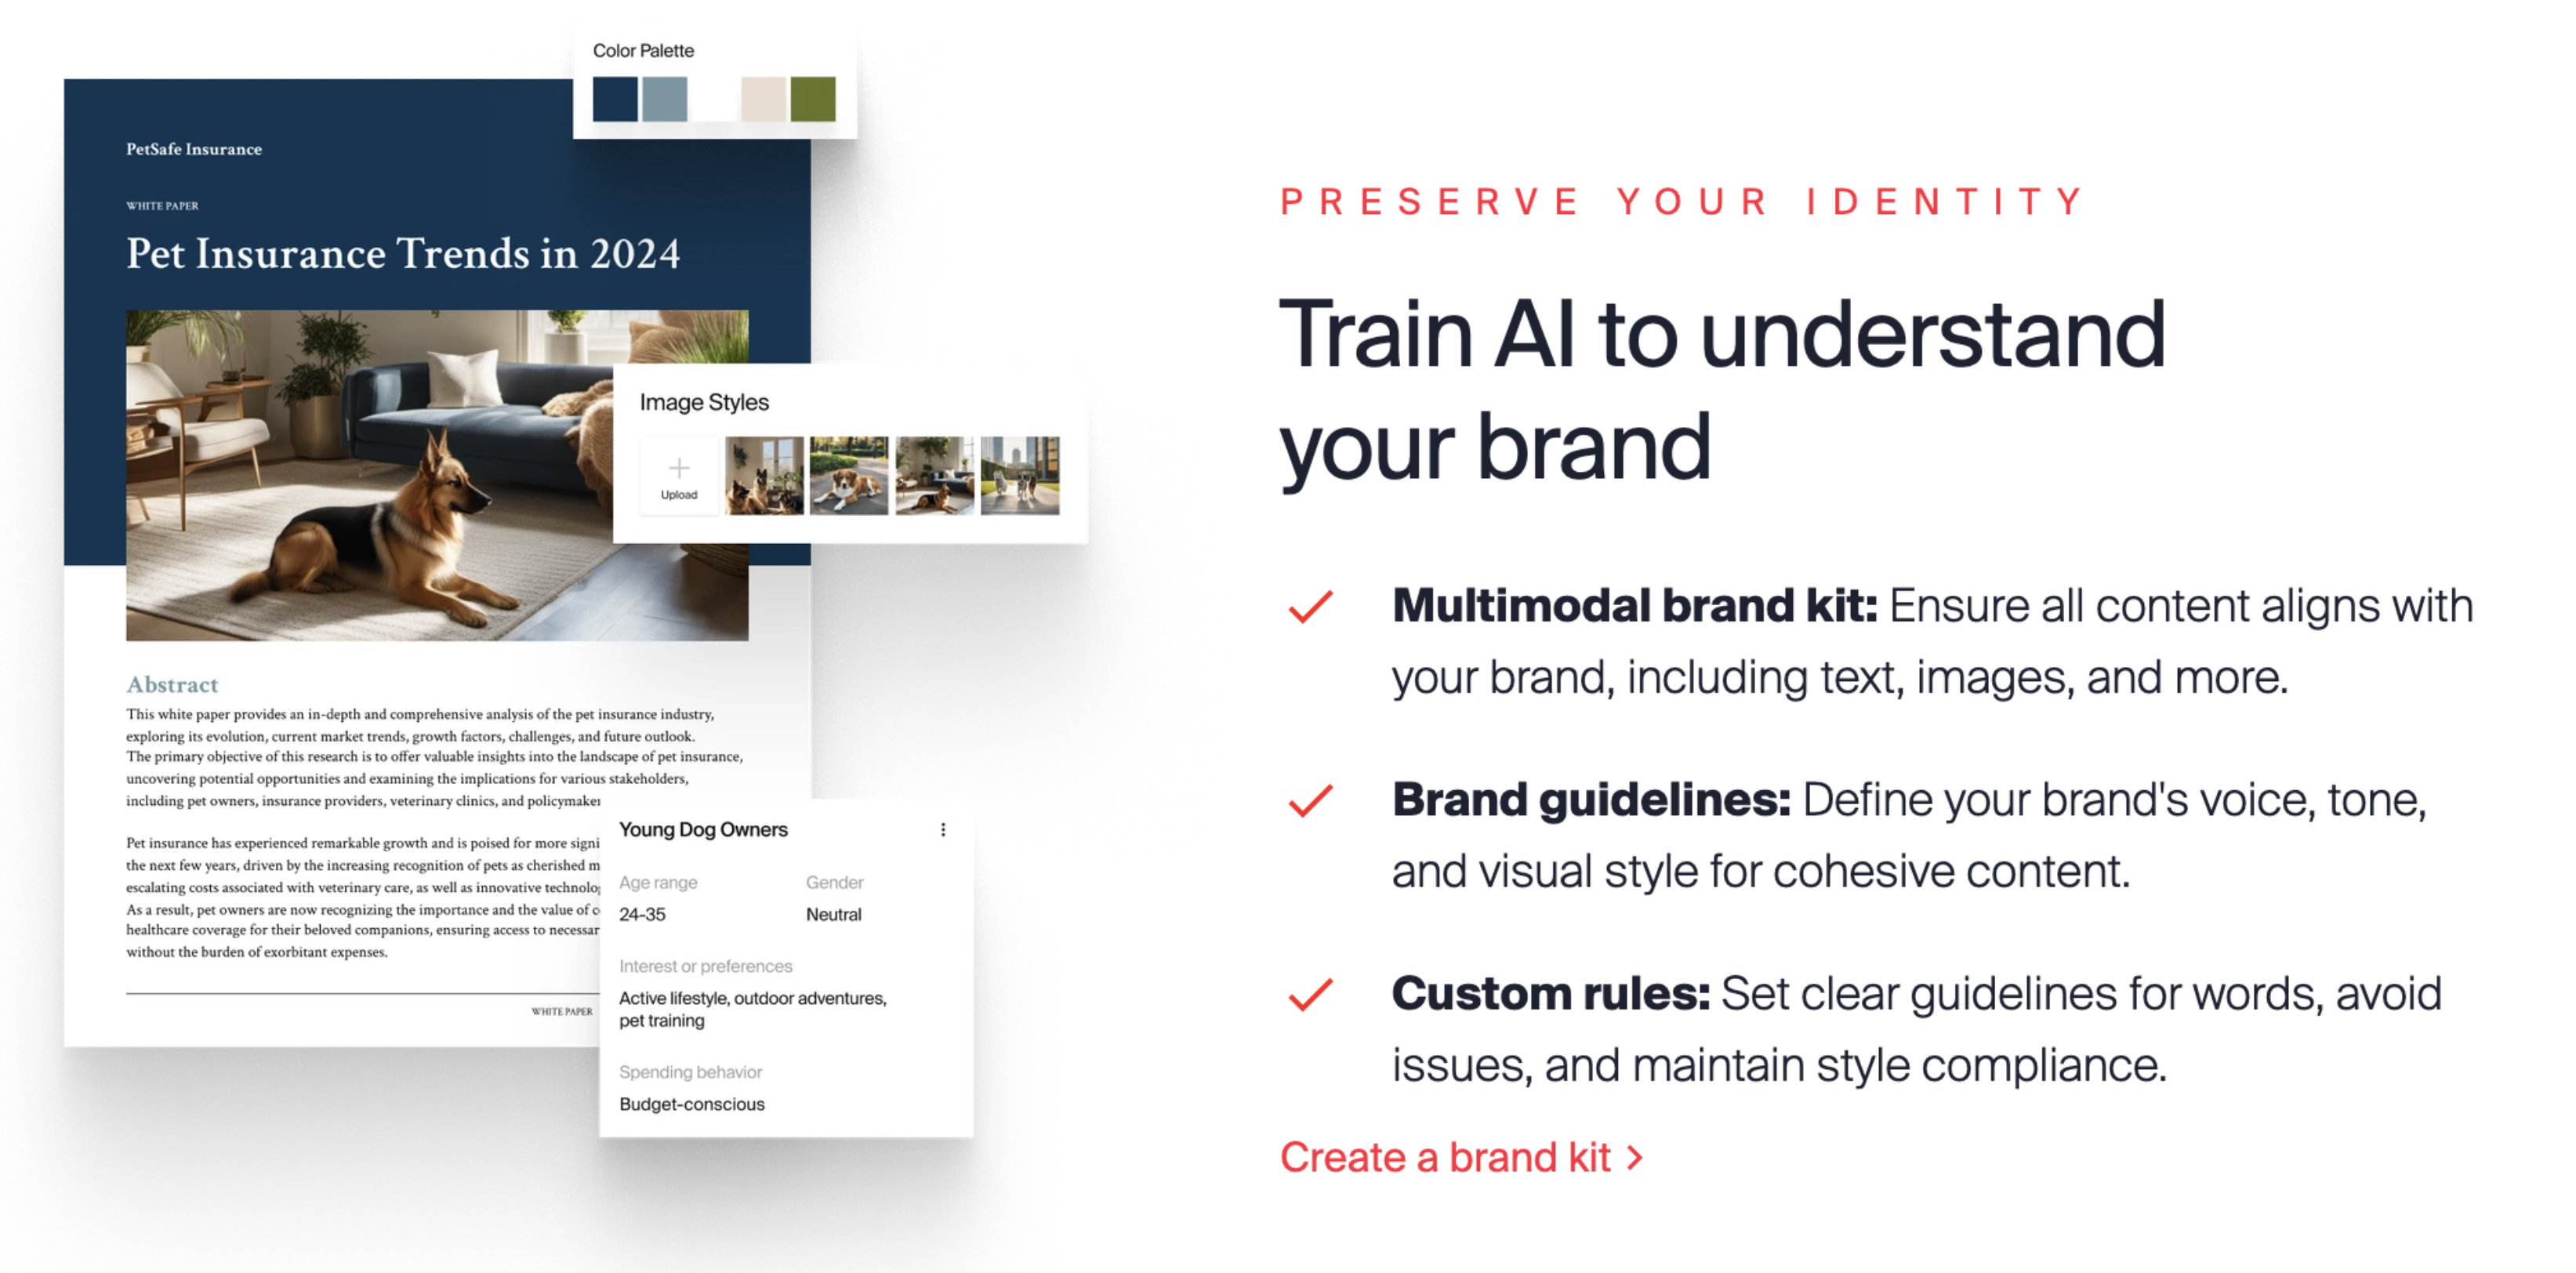 Color Palette
PetSafe Insurance
WHITE PAPER
Pet Insurance Trends in 2024
Image Styles
Upload
Abstract
This white paper provides an in-depth and comprehensive analysis of the pet insurance industry,
exploring its evolution, current market trends, growth factors, challenges, and future outlook.
The primary objective of this research is to offer valuable insights into the landscape of pet insurance,
uncovering potential opportunities and examining the implications for various stakeholders,
including pet owners, insurance providers, veterinary clinics, and
Pet insurance has experienced remarkable growth and is poised for more
the next few years, driven by the increasing recognition of pets as cherished
escalating costs associated with veterinary care, as well as innovative
As a result, pet owners are now recognizing the importance and the value of
healthcare coverage for their beloved companions, ensuring access to
without the burden of exorbitant expenses.
WHITE PAPER
Young Dog Owners
Age range
Gender
24-35
Neutral
Interest or preferences
Active lifestyle, outdoor adventures,
pet training
Spending behavior
Budget-conscious
PRESERVE YOUR IDENTITY
Train AI to understand
your brand
Multimodal brand kit: Ensure all content aligns with
your brand, including text, images, and more.
Brand guidelines: Define your brand's voice, tone,
and visual style for cohesive content.
Custom rules: Set clear guidelines for words, avoid
issues, and maintain style compliance.
Create a brand kit >